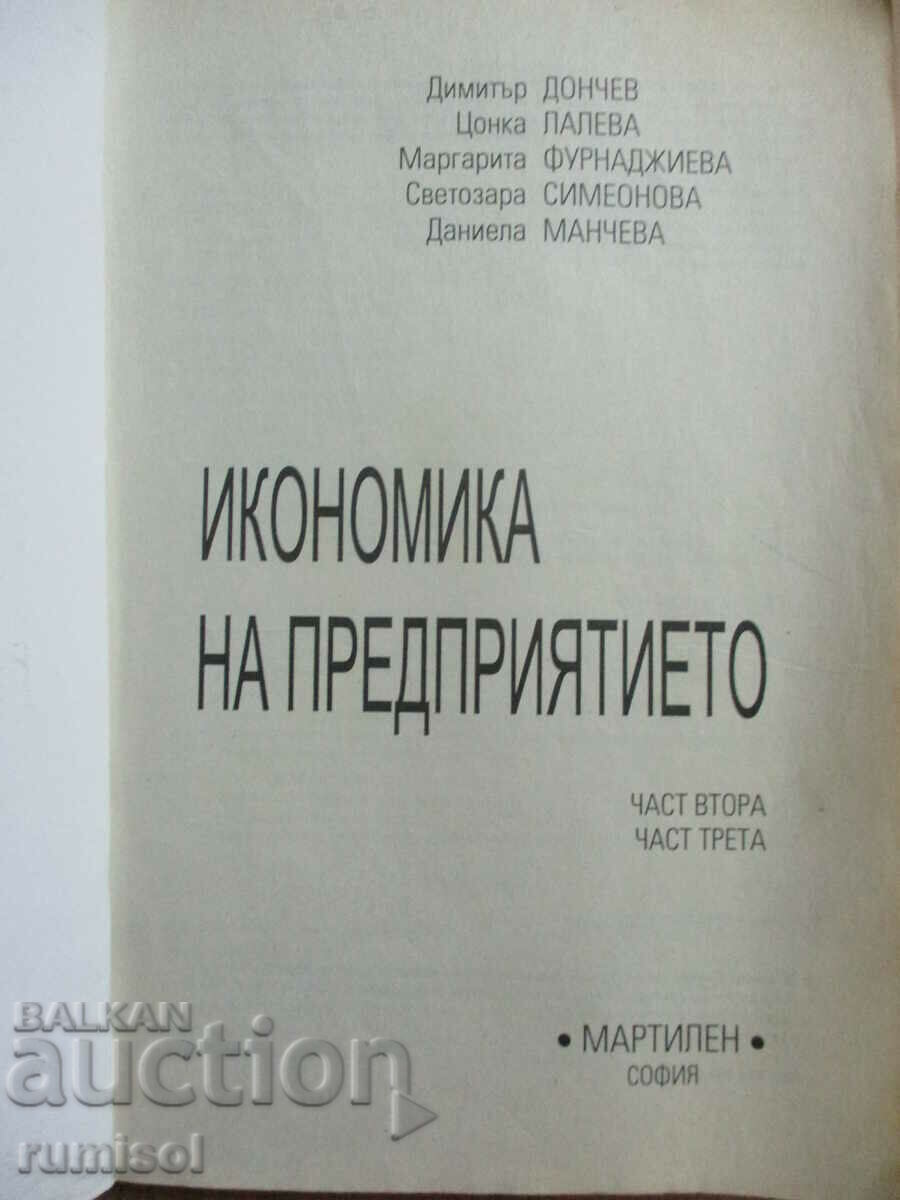 Димитър ДОНЧЕВ
Цонка ЛАЛЕВА
Маргарита ФУРНАДЖИЕВА
Светозара СИМЕОНОВА
Даниела МАНЧЕВА
ИКОНОМИКА
НА ПРЕДПРИЯТИЕТО
ЧАСТ ВТОРА
ЧАСТ ТРЕТА
• МАРТИЛЕН •
СОФИЯ
BALKAN
auction
rumisol